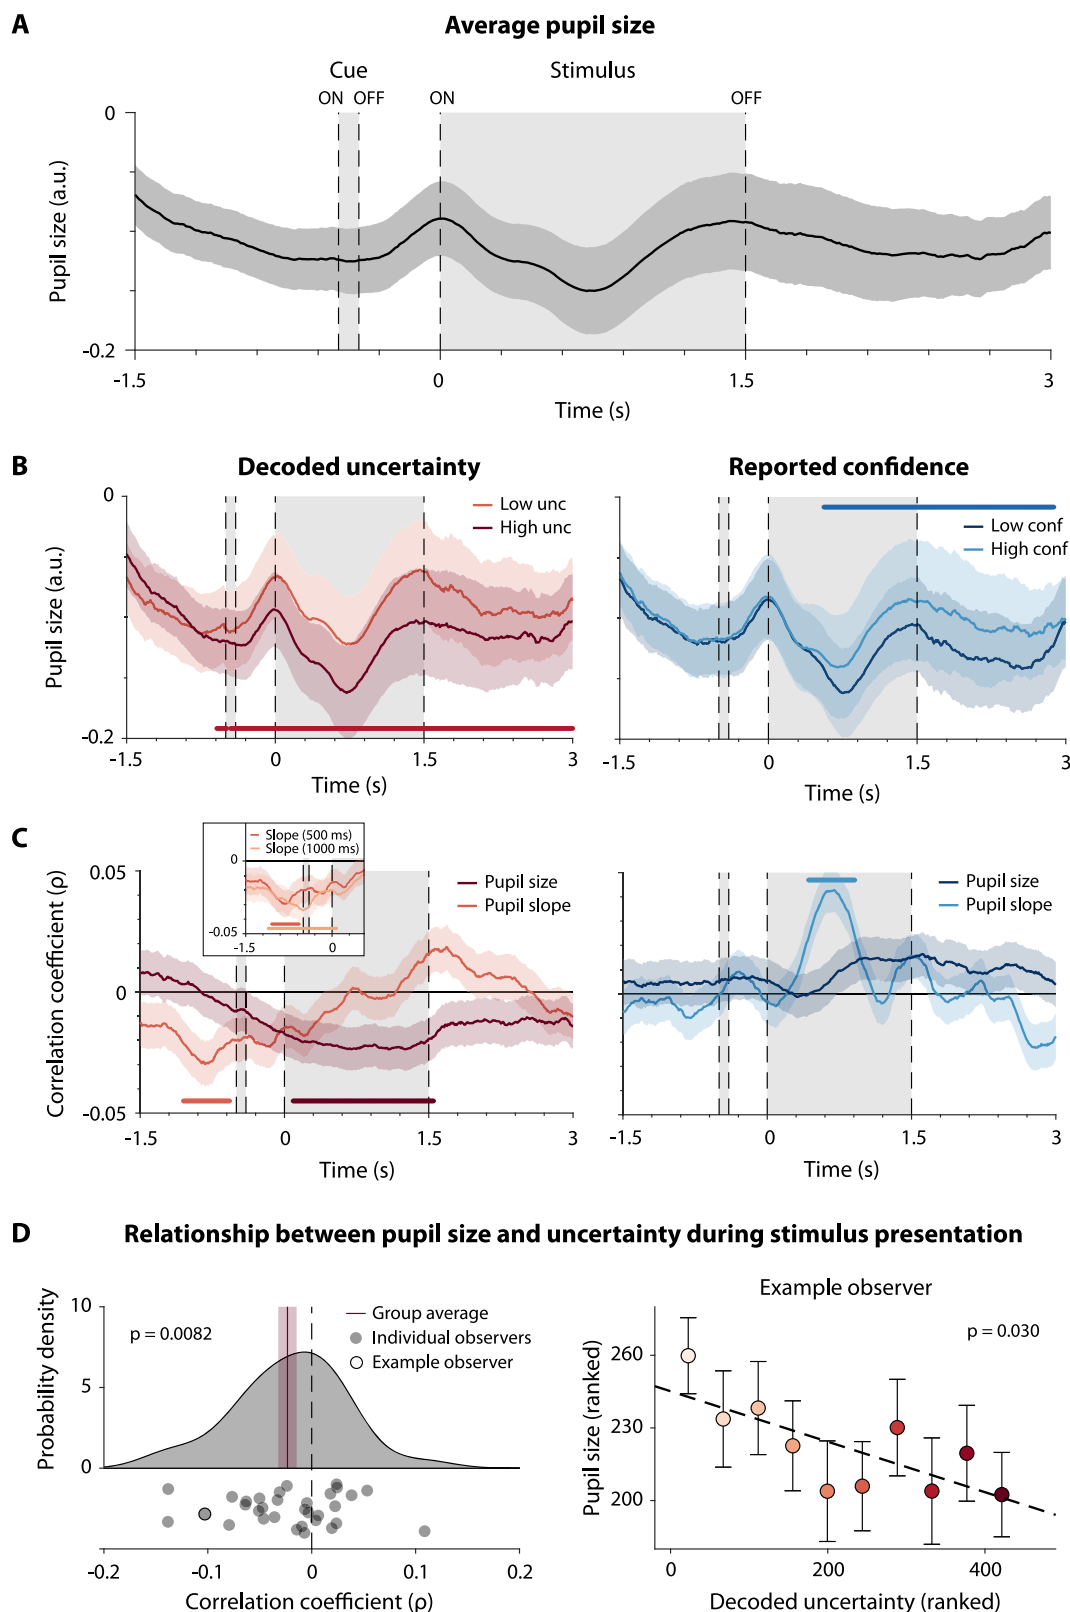 A
Average pupil size
Cue
Stimulus
ON OFF ON OFF
0
-0.2
Pupil size (a.u.)
-1.5 0 1.5 3
Time (s)
B
Decoded uncertainty
0
-0.2
Pupil size (a.u.)
Low unc
High unc
-1.5 0 1.5 3
Time (s)
Reported confidence
Low conf
High conf
-1.5 0 1.5 3
Time (s)
C
Slope (500 ms)
Slope (1000 ms)
0
-0.05
-1.5 0
0.05
0
-0.05
Correlation coefficient (ρ)
Pupil size
Pupil slope
-1.5 0 1.5 3
Time (s)
Pupil size
Pupil slope
-1.5 0 1.5 3
Time (s)
D
Relationship between pupil size and uncertainty during stimulus presentation
10
5
0
Probability density
p = 0.0082
Group average
Individual observers
Example observer
-0.2 -0.1 0 0.1 0.2
Correlation coefficient (ρ)
Example observer
p = 0.030
260
230
200
Pupil size (ranked)
0 200 400
Decoded uncertainty (ranked)